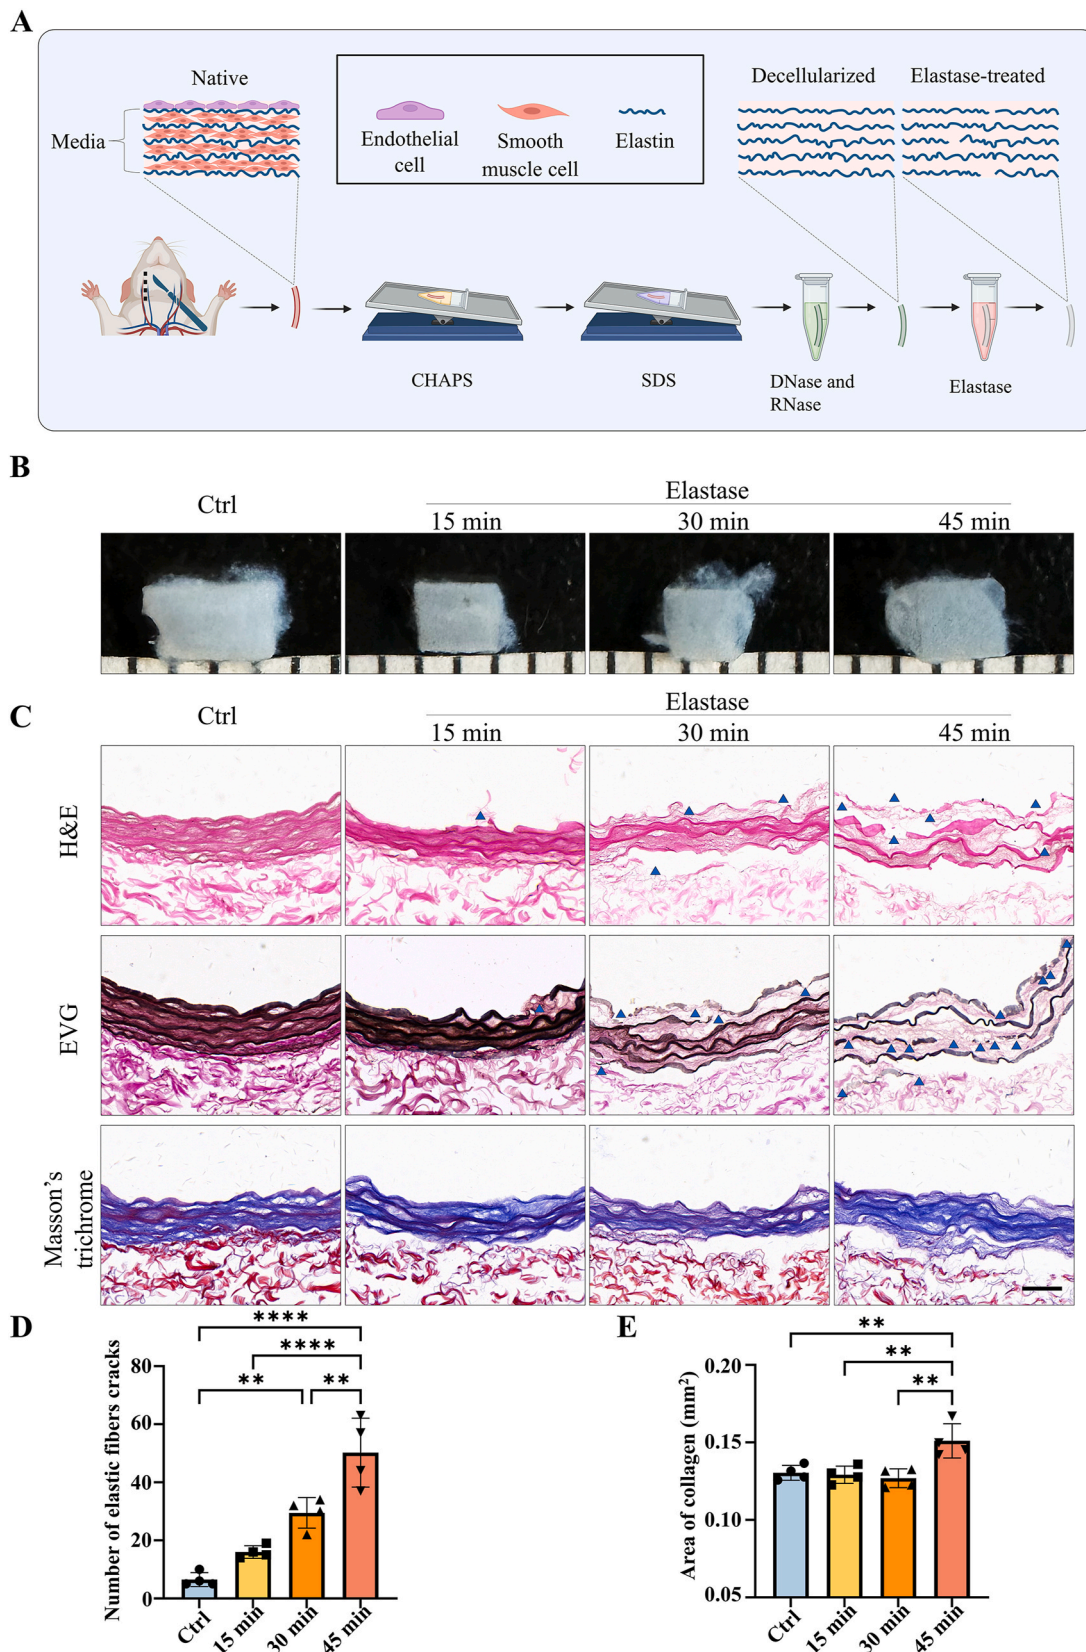 A
Native
Media
Endothelial
cell
Smooth
muscle cell
Elastin
Decellularized
Elastase-treated
CHAPS
SDS
DNase and
RNase
Elastase
B
Ctrl
Elastase
15 min
30 min
45 min
C
Ctrl
Elastase
15 min
30 min
45 min
H&E
EVG
Masson's
trichrome
D
****
****
**
**
Number of elastic fibers cracks
80
60
40
20
0
Ctrl
15 min
30 min
45 min
E
**
**
**
Area of collagen (mm²)
0.20
0.15
0.10
0.05
Ctrl
15 min
30 min
45 min